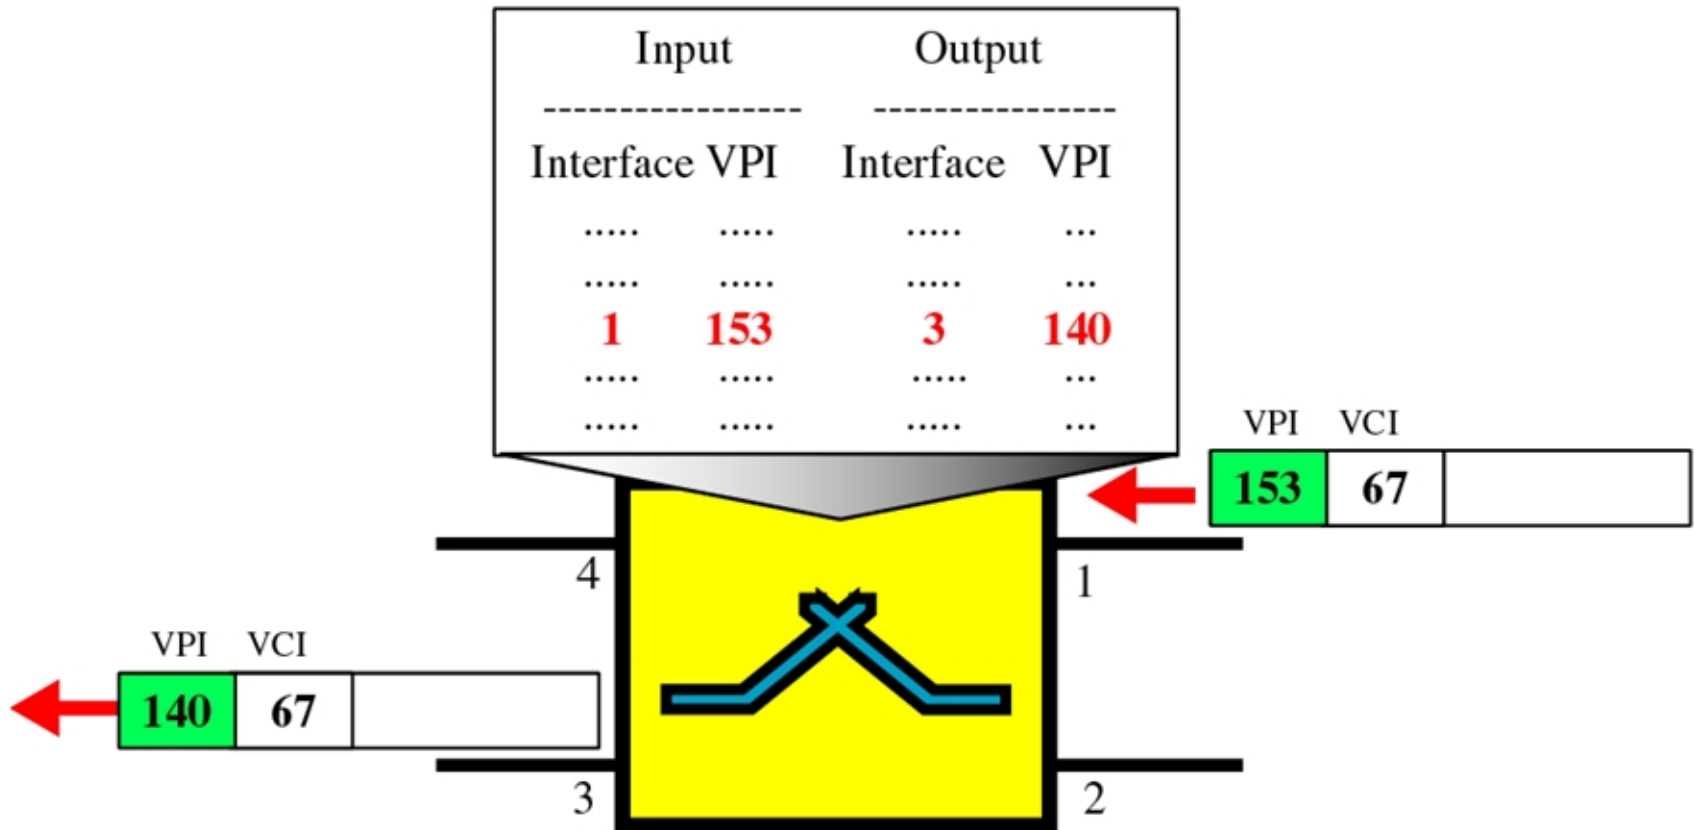 Input Output
----------------- ----------------
Interface VPI Interface VPI
..... ..... ..... ...
..... ..... ..... ...
1 153 3 140
..... ..... ..... ...
..... ..... ..... ...
VPI VCI
153 67
4 1
VPI VCI
140 67
3 2